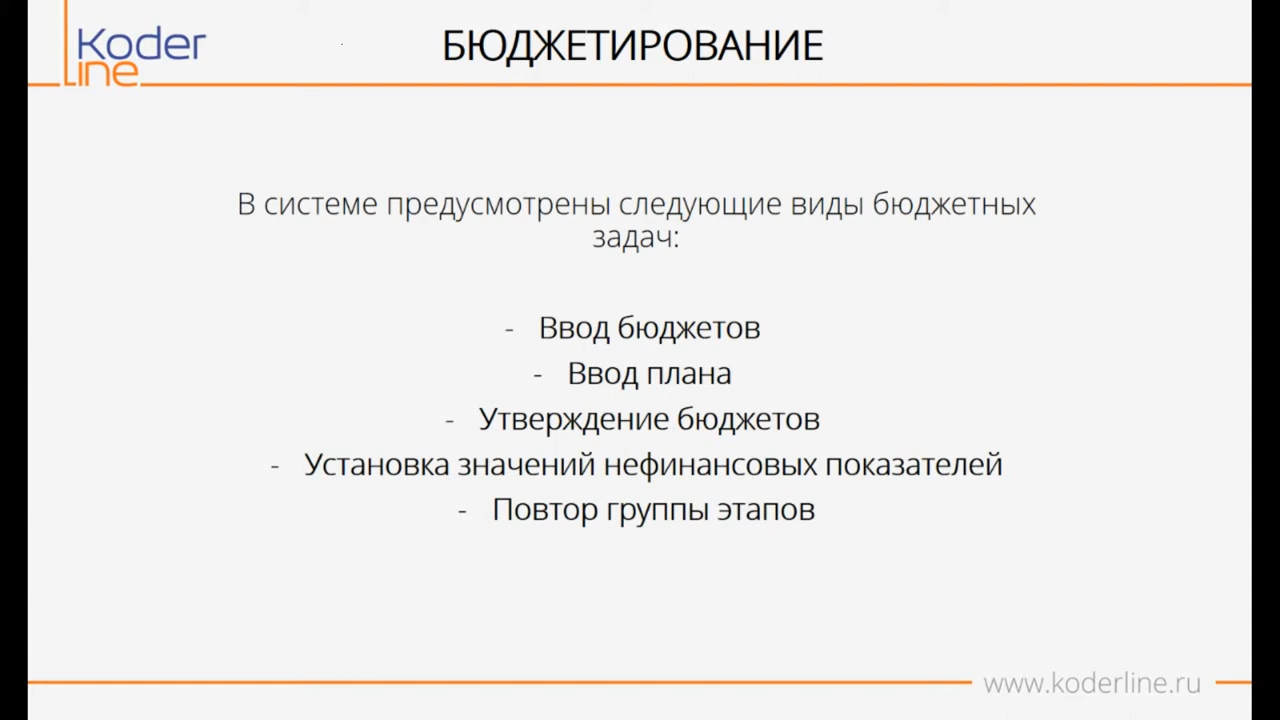 Koder
line
БЮДЖЕТИРОВАНИЕ
В системе предусмотрены следующие виды бюджетных
задач:
- Ввод бюджетов
- Ввод плана
- Утверждение бюджетов
- Установка значений нефинансовых показателей
- Повтор группы этапов
www.koderline.ru